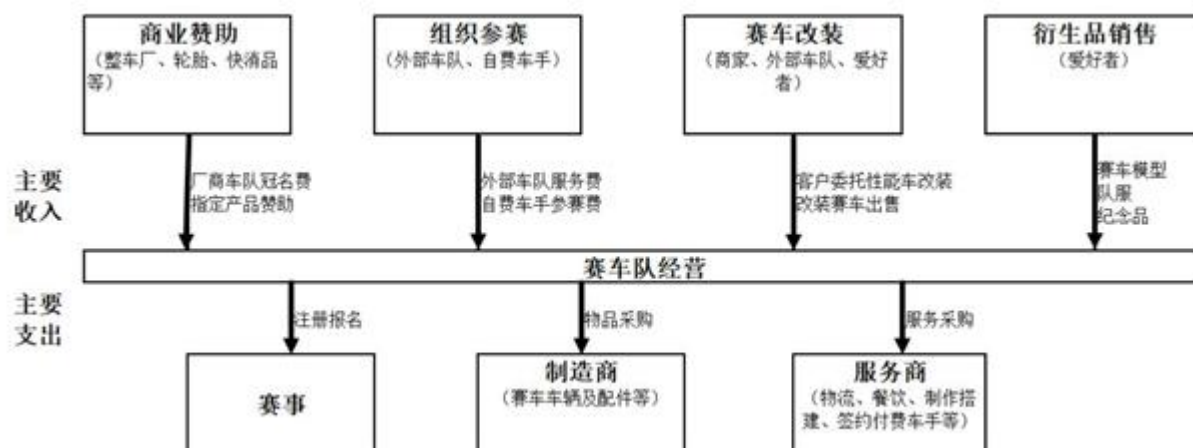 商业赞助
（整车厂、轮胎、快消品
等）
组织参赛
（外部车队、自费车手）
赛车改装
（商家、外部车队、爱好
者）
衍生品销售
（爱好者）
主要
收入
厂商车队冠名费
指定产品赞助
外部车队服务费
自费车手参赛费
客户委托性能车改装
改装赛车出售
赛车模型
队服
纪念品
赛车队经营
主要
支出
注册报名
物品采购
服务采购
赛事
制造商
（赛车车辆及配件等）
服务商
（物流、餐饮、制作搭
建、签约付费车手等）